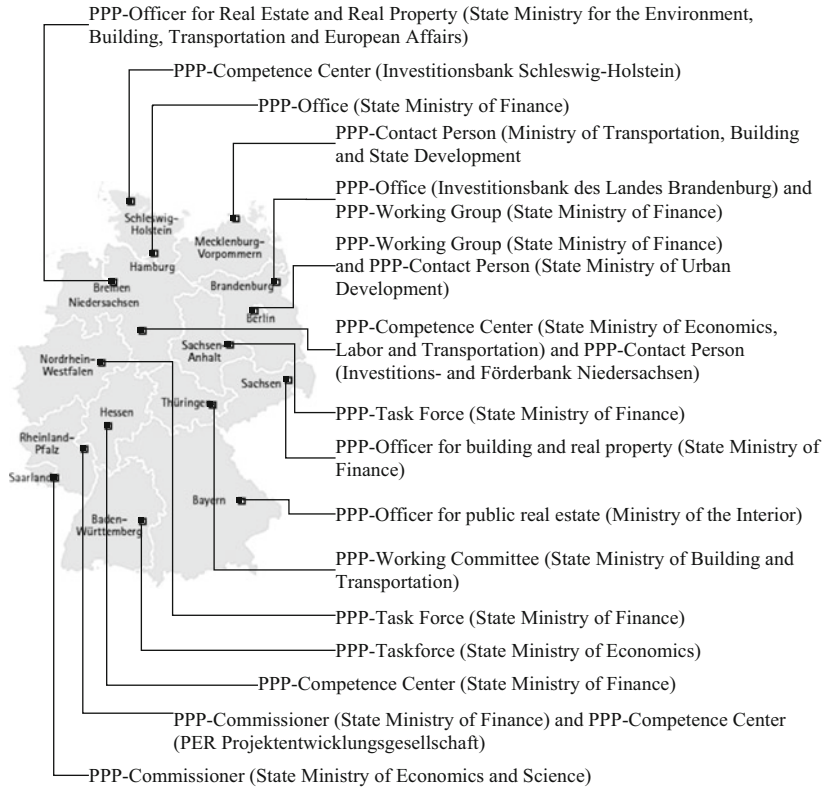 PPP-Officer for Real Estate and Real Property (State Ministry for the Environment,
Building, Transportation and European Affairs)
PPP-Competence Center (Investitionsbank Schleswig-Holstein)
PPP-Office (State Ministry of Finance)
PPP-Contact Person (Ministry of Transportation, Building
and State Development
PPP-Office (Investitionsbank des Landes Brandenburg) and
PPP-Working Group (State Ministry of Finance)
PPP-Working Group (State Ministry of Finance)
and PPP-Contact Person (State Ministry of Urban
Development)
PPP-Competence Center (State Ministry of Economics,
Labor and Transportation) and PPP-Contact Person
(Investitions- and Förderbank Niedersachsen)
PPP-Task Force (State Ministry of Finance)
PPP-Officer for building and real property (State Ministry of
Finance)
PPP-Officer for public real estate (Ministry of the Interior)
PPP-Working Committee (State Ministry of Building and
Transportation)
PPP-Task Force (State Ministry of Finance)
PPP-Taskforce (State Ministry of Economics)
PPP-Competence Center (State Ministry of Finance)
PPP-Commissioner (State Ministry of Finance) and PPP-Competence Center
(PER Projektentwicklungsgesellschaft)
PPP-Commissioner (State Ministry of Economics and Science)
Schleswig-
Holstein
Mecklenburg-
Vorpommern
Hamburg
Bremen
Niedersachsen
Brandenburg
Berlin
Sachsen-
Anhalt
Nordrhein-
Westfalen
Sachsen
Thüringen
Hessen
Rheinland-
Pfalz
Saarland
Bayern
Baden-
Württemberg